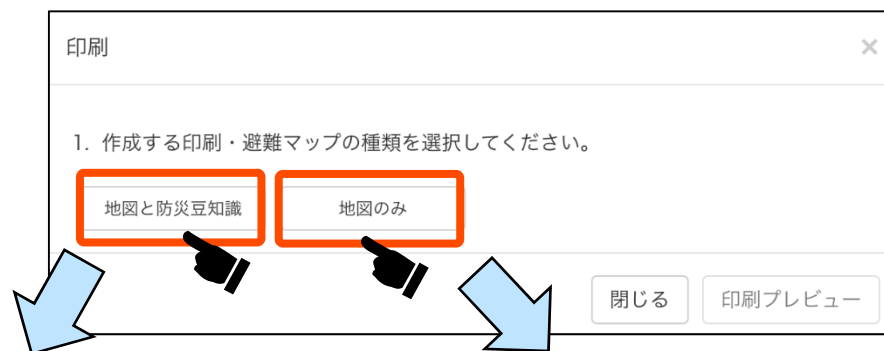 印刷
×
1. 作成する印刷・避難マップの種類を選択してください。
地図と防災豆知識
地図のみ
閉じる
印刷プレビュー